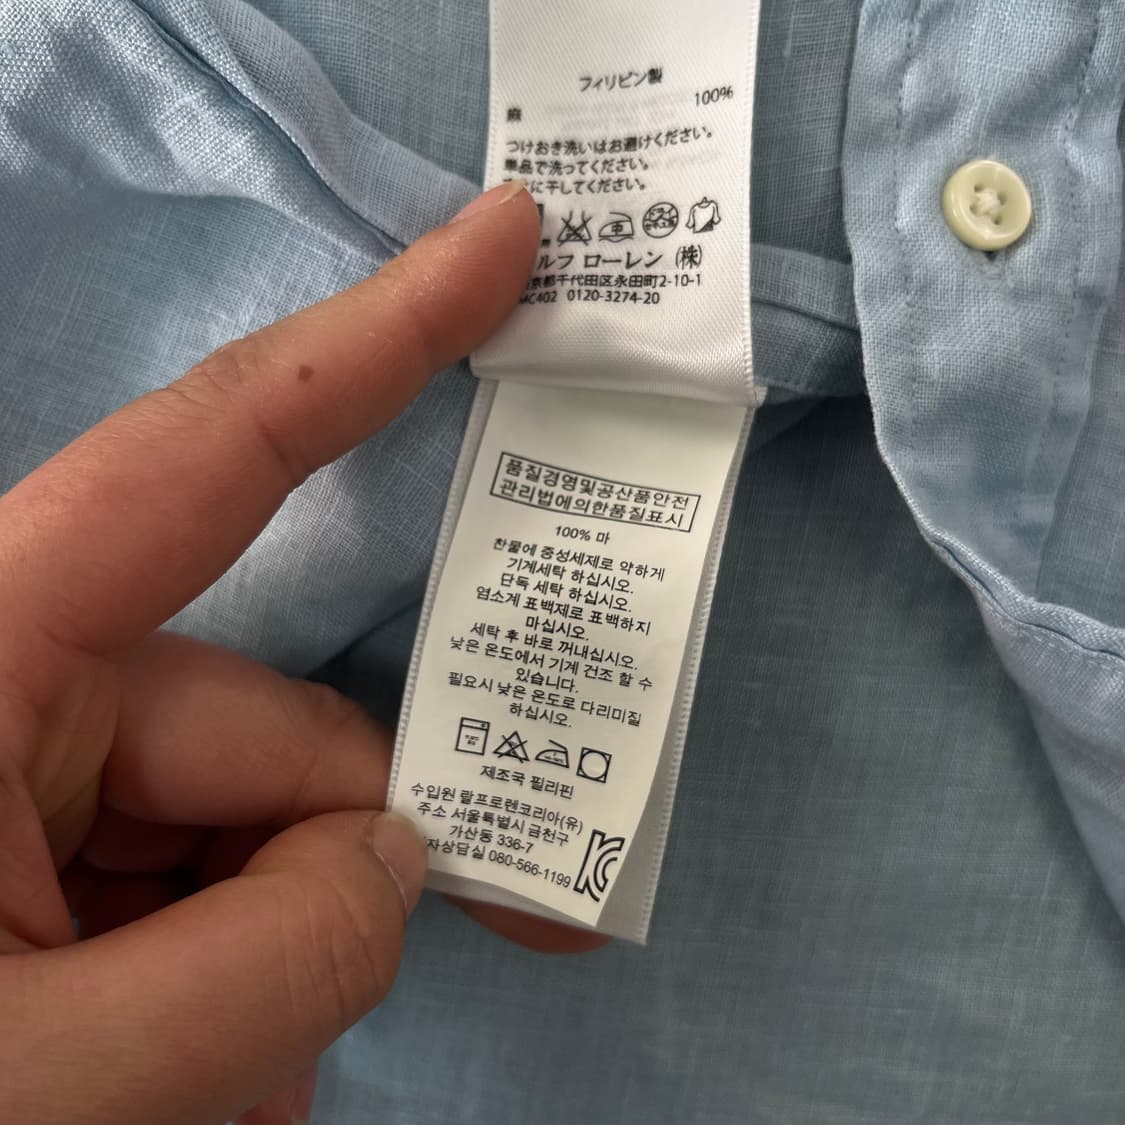 フィリピン製
麻 100%
つけおき洗いはお避けください。
単品で洗ってください。
に干してください。
中
ルフ ローレン (株)
京都千代田区永田町2-10-1
MC402 0120-3274-20
품질경영및공산품안전
관리법에의한품질표시
100% 마
찬물에 중성세제로 약하게
기계세탁 하십시오.
단독 세탁 하십시오.
염소계 표백제로 표백하지
마십시오.
세탁 후 바로 꺼내십시오.
낮은 온도에서 기계 건조 할 수
있습니다.
필요시 낮은 온도로 다리미질
하십시오.
제조국 필리핀
수입원 랄프로렌코리아(유)
주소 서울특별시 금천구
가산동 336-7
자상담실 080-566-1199